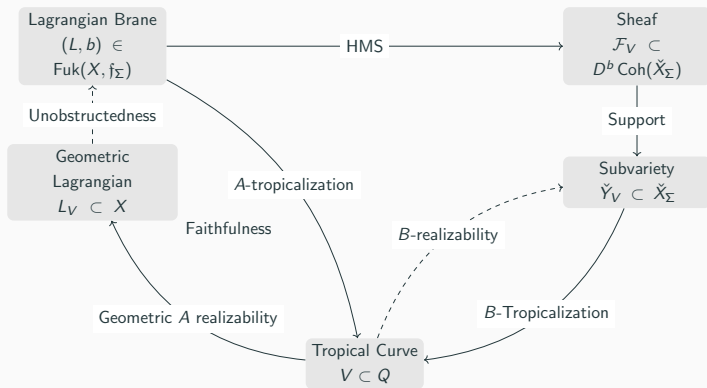 Lagrangian Brane
(L, b) ∈
Fuk(X, 𝔣_Σ)
HMS
Sheaf
ℱ_V ⊂
D^b Coh(X̌_Σ)
Unobstructedness
Support
Geometric
Lagrangian
L_V ⊂ X
A-tropicalization
Subvariety
Y̌_V ⊂ X̌_Σ
Faithfulness
B-realizability
Geometric A realizability
B-Tropicalization
Tropical Curve
V ⊂ Q